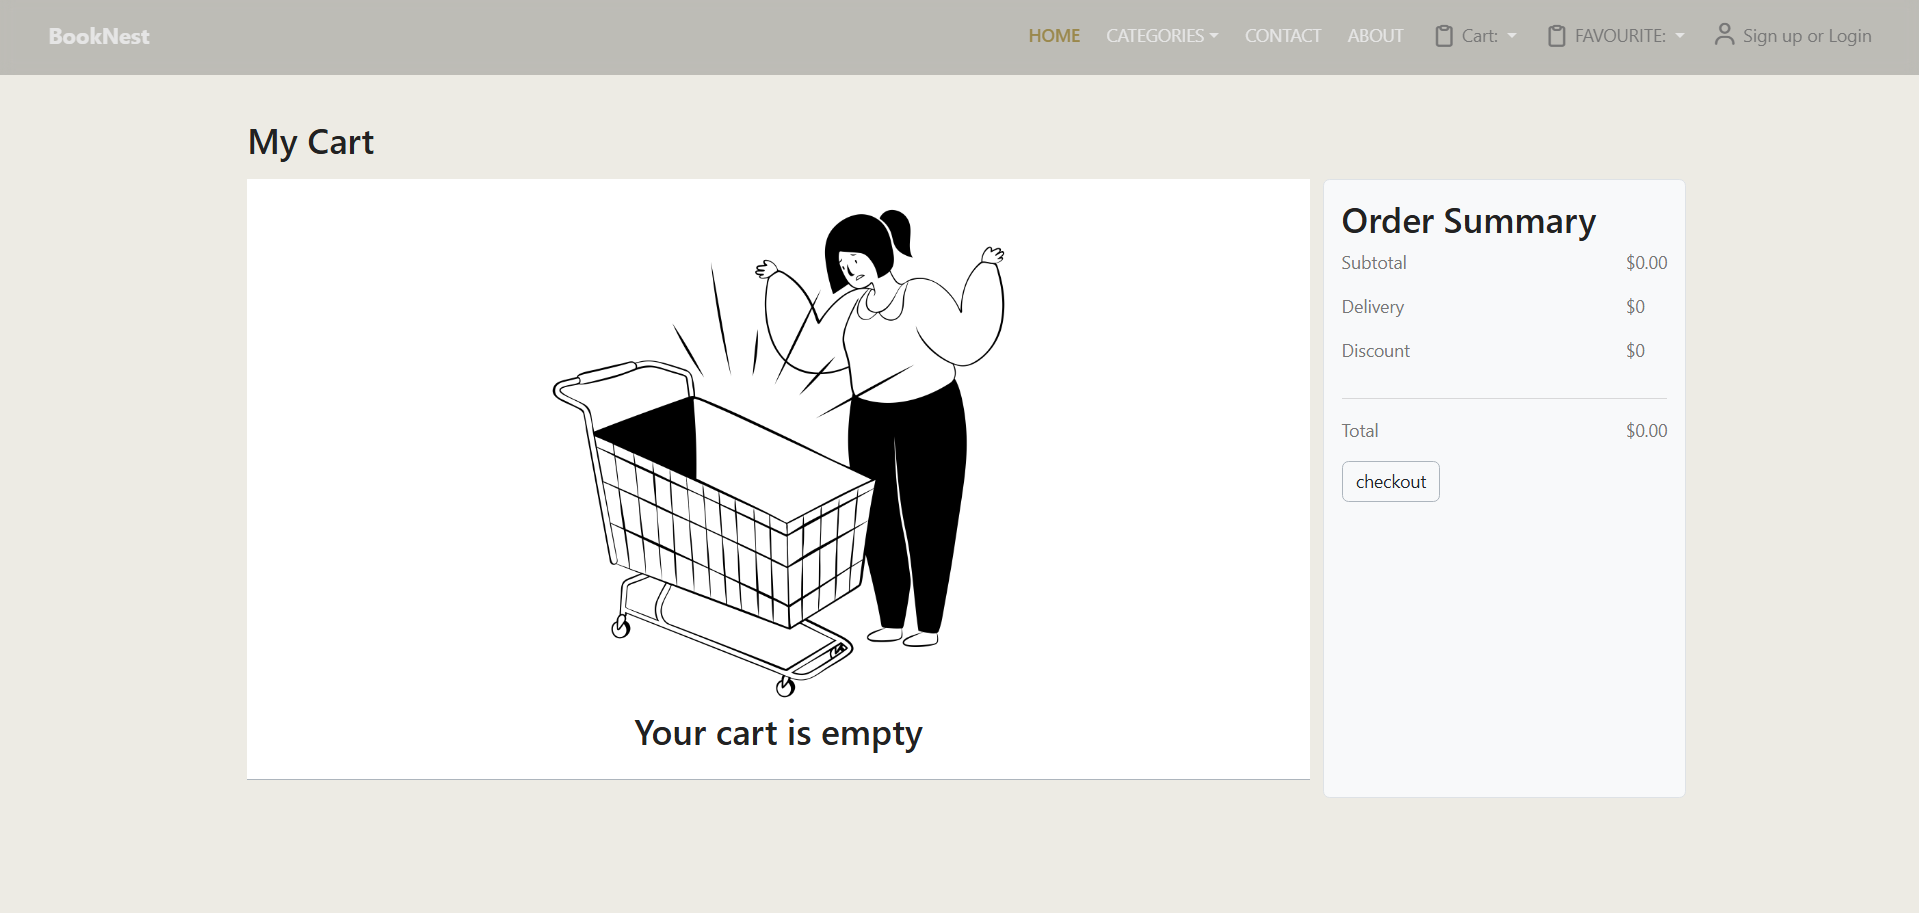 BookNest HOME CATEGORIES CONTACT ABOUT Cart: FAVOURITE: Sign up or Login
My Cart
Your cart is empty
Order Summary
Subtotal $0.00
Delivery $0
Discount $0
Total $0.00
checkout